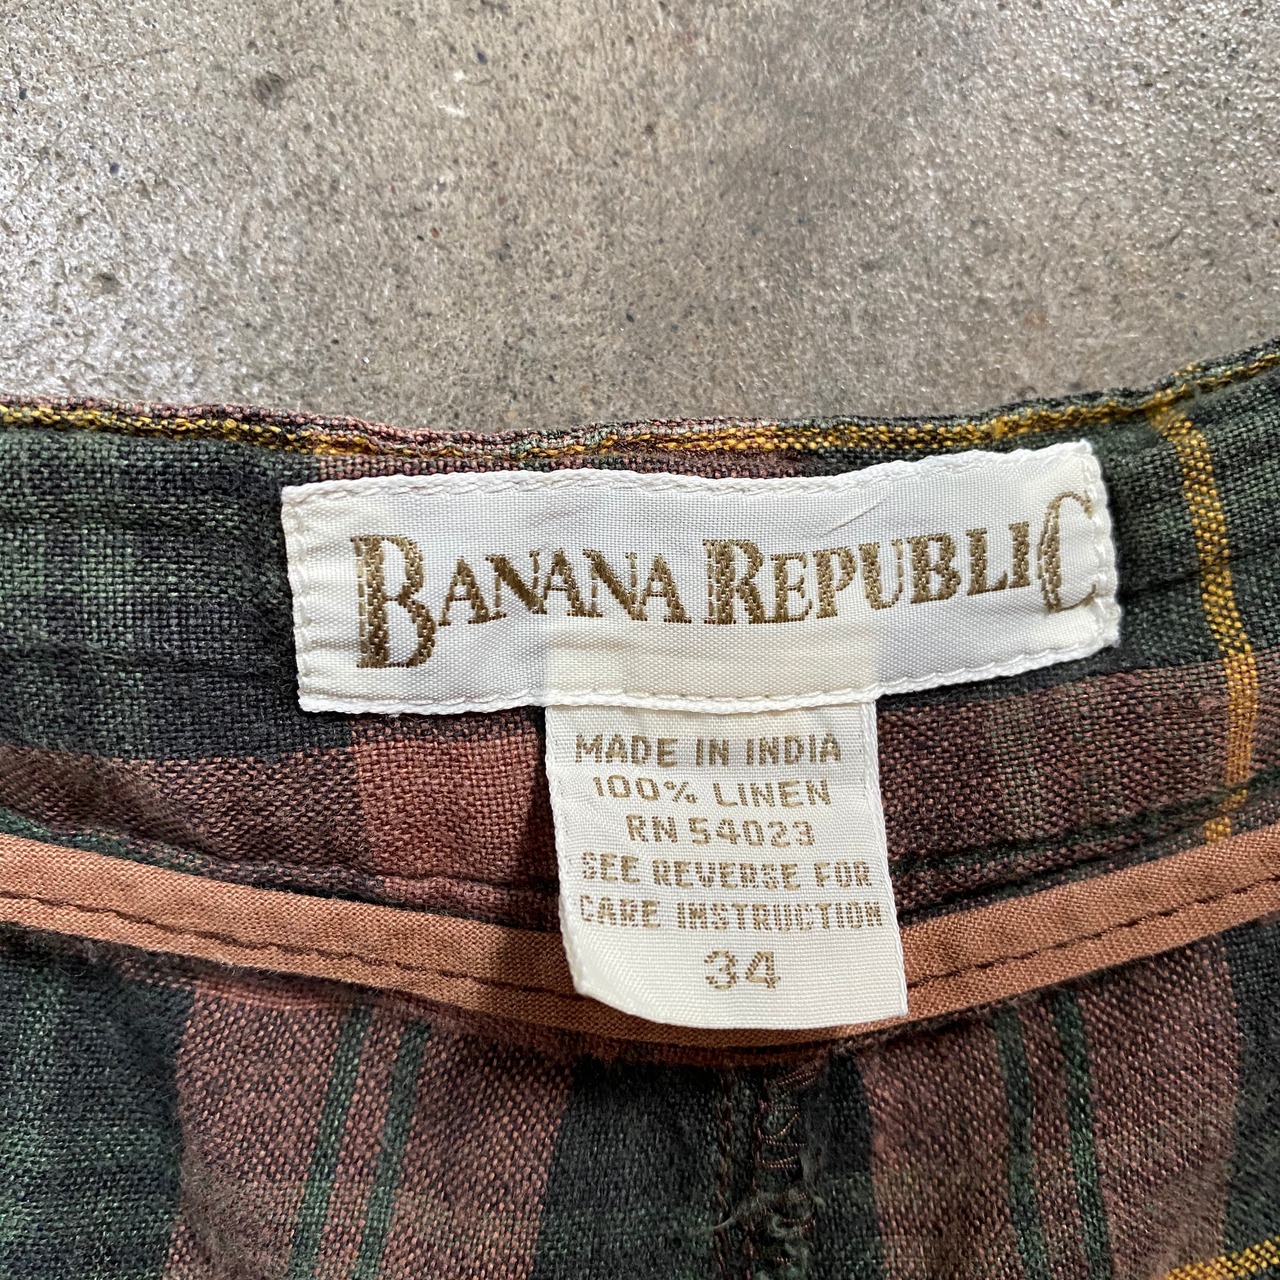 BANANA REPUBLIC
MADE IN INDIA
100% LINEN
RN 54023
SEE REVERSE FOR
CARE INSTRUCTION
34